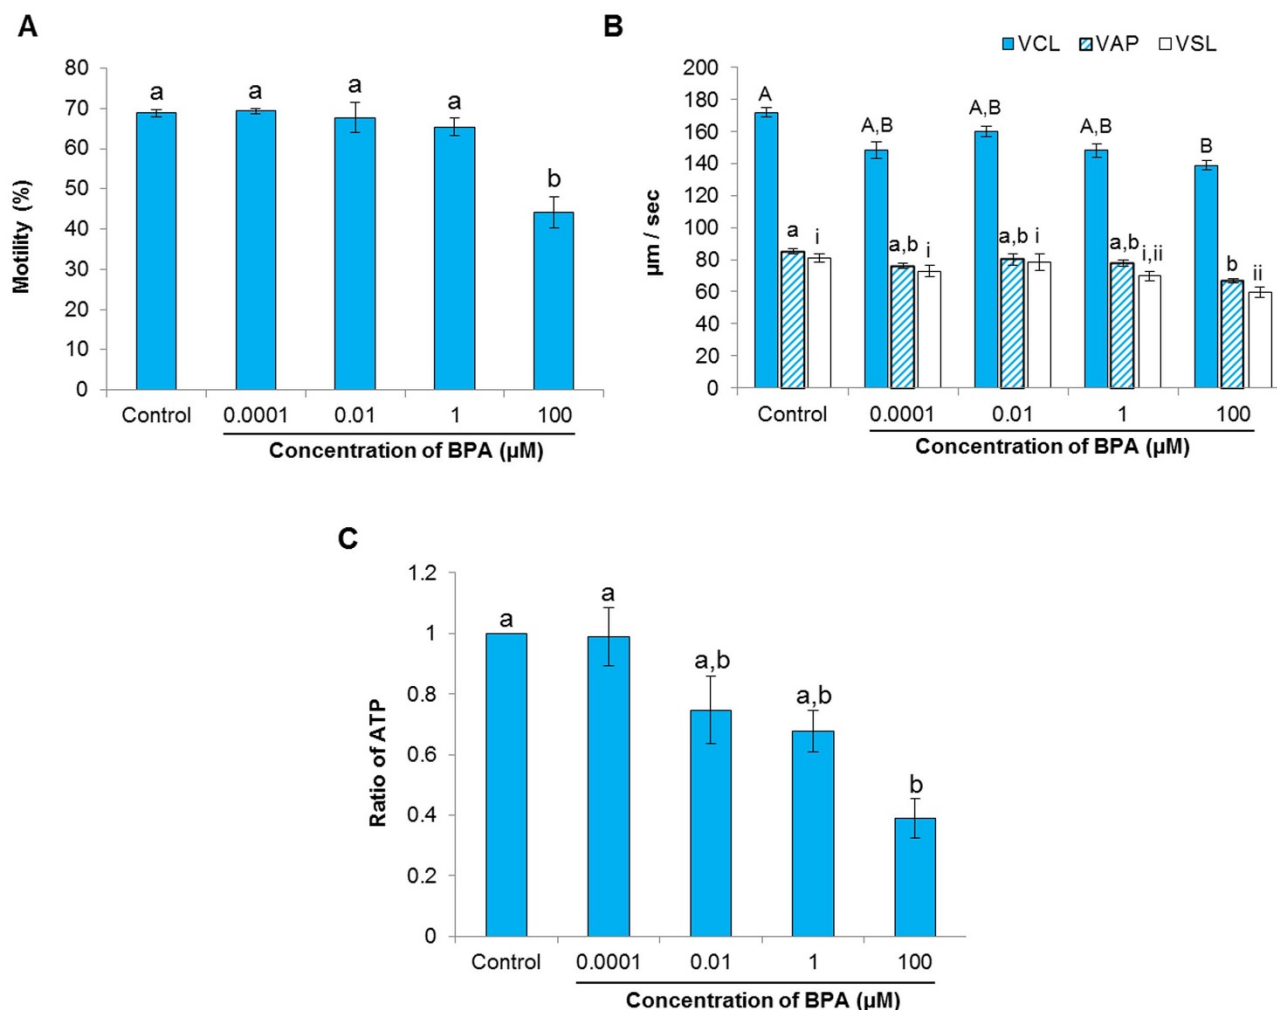 A
80
70
60
50
40
30
20
10
0
Motility (%)
a
a
a
a
b
Control
0.0001
0.01
1
100
Concentration of BPA (µM)
B
VCL
VAP
VSL
200
180
160
140
120
100
80
60
40
20
0
µm / sec
A
a
i
A,B
a,b
i
A,B
a,b
i
A,B
a,b
i,ii
B
b
ii
Control
0.0001
0.01
1
100
Concentration of BPA (µM)
C
1.2
1
0.8
0.6
0.4
0.2
0
Ratio of ATP
a
a
a,b
a,b
b
Control
0.0001
0.01
1
100
Concentration of BPA (µM)